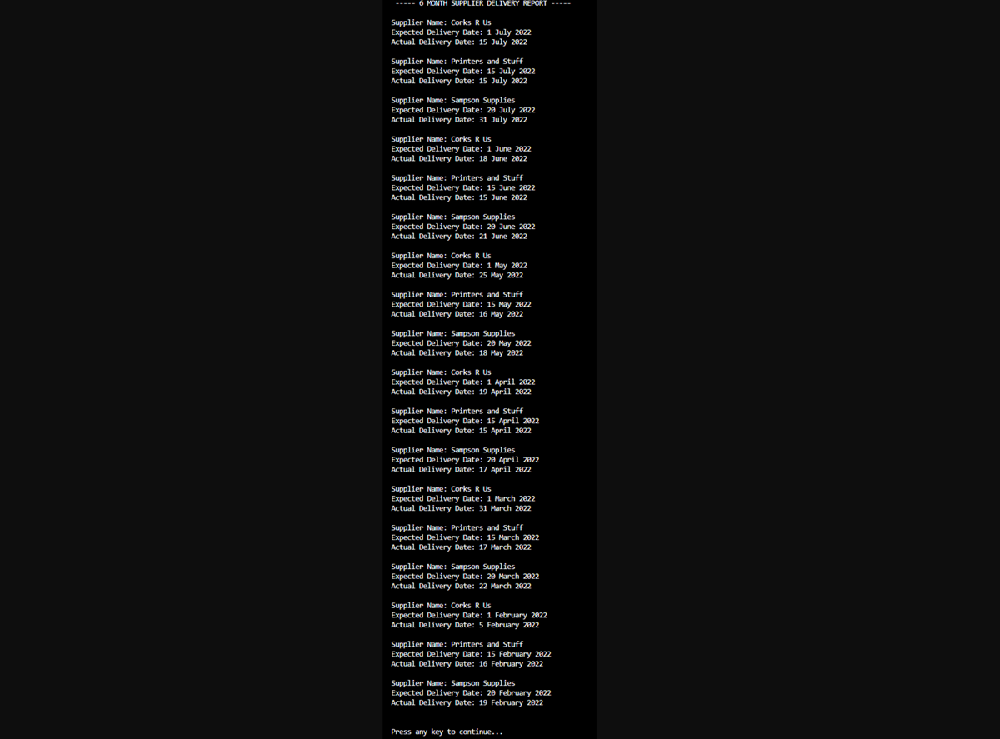 ----- 6 MONTH SUPPLIER DELIVERY REPORT -----
Supplier Name: Corks R Us
Expected Delivery Date: 1 July 2022
Actual Delivery Date: 15 July 2022
Supplier Name: Printers and Stuff
Expected Delivery Date: 15 July 2022
Actual Delivery Date: 15 July 2022
Supplier Name: Sampson Supplies
Expected Delivery Date: 20 July 2022
Actual Delivery Date: 31 July 2022
Supplier Name: Corks R Us
Expected Delivery Date: 1 June 2022
Actual Delivery Date: 18 June 2022
Supplier Name: Printers and Stuff
Expected Delivery Date: 15 June 2022
Actual Delivery Date: 15 June 2022
Supplier Name: Sampson Supplies
Expected Delivery Date: 20 June 2022
Actual Delivery Date: 21 June 2022
Supplier Name: Corks R Us
Expected Delivery Date: 1 May 2022
Actual Delivery Date: 25 May 2022
Supplier Name: Printers and Stuff
Expected Delivery Date: 15 May 2022
Actual Delivery Date: 16 May 2022
Supplier Name: Sampson Supplies
Expected Delivery Date: 20 May 2022
Actual Delivery Date: 18 May 2022
Supplier Name: Corks R Us
Expected Delivery Date: 1 April 2022
Actual Delivery Date: 19 April 2022
Supplier Name: Printers and Stuff
Expected Delivery Date: 15 April 2022
Actual Delivery Date: 15 April 2022
Supplier Name: Sampson Supplies
Expected Delivery Date: 20 April 2022
Actual Delivery Date: 17 April 2022
Supplier Name: Corks R Us
Expected Delivery Date: 1 March 2022
Actual Delivery Date: 31 March 2022
Supplier Name: Printers and Stuff
Expected Delivery Date: 15 March 2022
Actual Delivery Date: 17 March 2022
Supplier Name: Sampson Supplies
Expected Delivery Date: 20 March 2022
Actual Delivery Date: 22 March 2022
Supplier Name: Corks R Us
Expected Delivery Date: 1 February 2022
Actual Delivery Date: 5 February 2022
Supplier Name: Printers and Stuff
Expected Delivery Date: 15 February 2022
Actual Delivery Date: 16 February 2022
Supplier Name: Sampson Supplies
Expected Delivery Date: 20 February 2022
Actual Delivery Date: 19 February 2022
Press any key to continue...